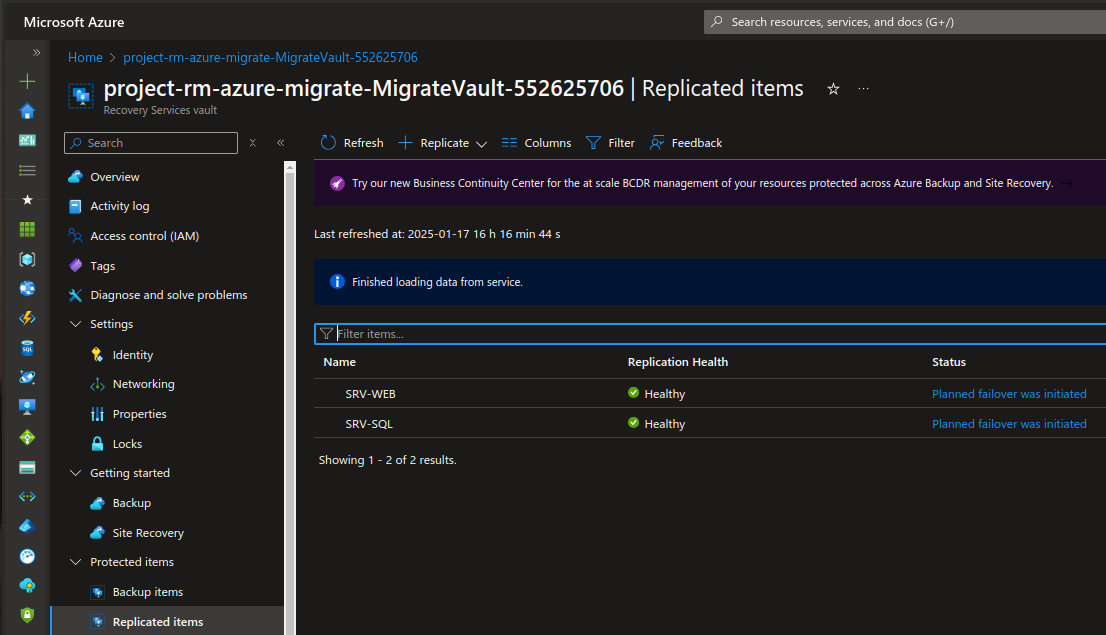 Microsoft Azure
Search resources, services, and docs (G+/)
Home > project-rm-azure-migrate-MigrateVault-552625706
project-rm-azure-migrate-MigrateVault-552625706 | Replicated items
Recovery Services vault
Search
Refresh
Replicate
Columns
Filter
Feedback
Overview
Activity log
Access control (IAM)
Tags
Diagnose and solve problems
Settings
Identity
Networking
Properties
Locks
Getting started
Backup
Site Recovery
Protected items
Backup items
Replicated items
Try our new Business Continuity Center for the at scale BCDR management of your resources protected across Azure Backup and Site Recovery. →
Last refreshed at: 2025-01-17 16 h 16 min 44 s
Finished loading data from service.
Filter items...
Name Replication Health Status
SRV-WEB Healthy Planned failover was initiated
SRV-SQL Healthy Planned failover was initiated
Showing 1 - 2 of 2 results.